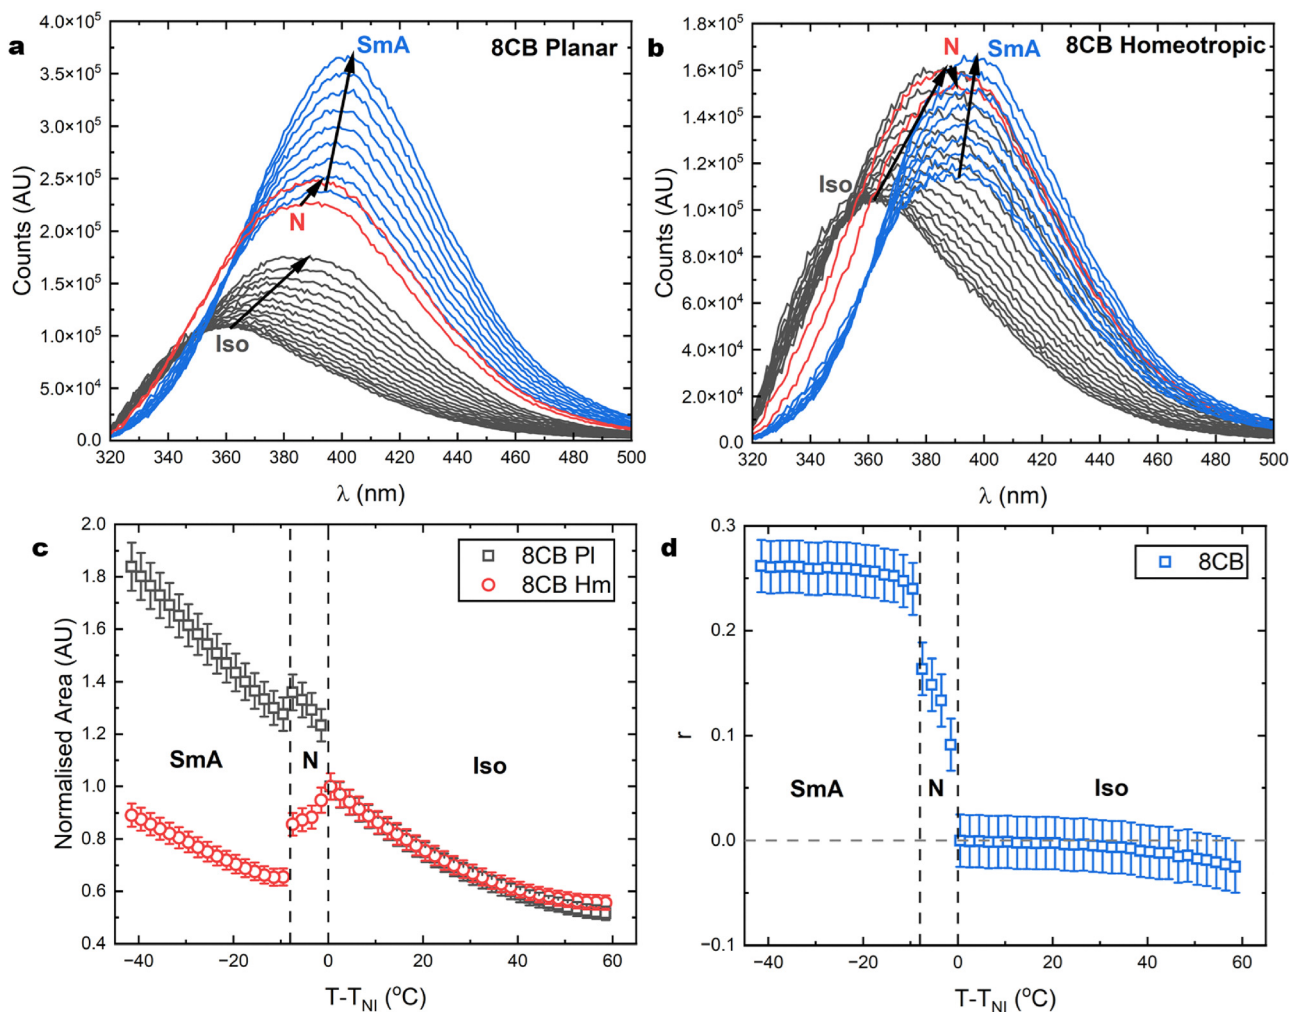 a
8CB Planar
SmA
N
Iso
Counts (AU)
4.0×10⁵
3.5×10⁵
3.0×10⁵
2.5×10⁵
2.0×10⁵
1.5×10⁵
1.0×10⁵
5.0×10⁴
0.0
320 340 360 380 400 420 440 460 480 500
λ (nm)
b
8CB Homeotropic
N
SmA
Iso
Counts (AU)
1.8×10⁵
1.6×10⁵
1.4×10⁵
1.2×10⁵
1.0×10⁵
8.0×10⁴
6.0×10⁴
4.0×10⁴
2.0×10⁴
0.0
320 340 360 380 400 420 440 460 480 500
λ (nm)
c
8CB Pl
8CB Hm
SmA
N
Iso
Normalised Area (AU)
2.0
1.8
1.6
1.4
1.2
1.0
0.8
0.6
0.4
−40 −20 0 20 40 60
T-T_NI (°C)
d
8CB
SmA
N
Iso
r
0.3
0.2
0.1
0.0
−0.1
−40 −20 0 20 40 60
T-T_NI (°C)